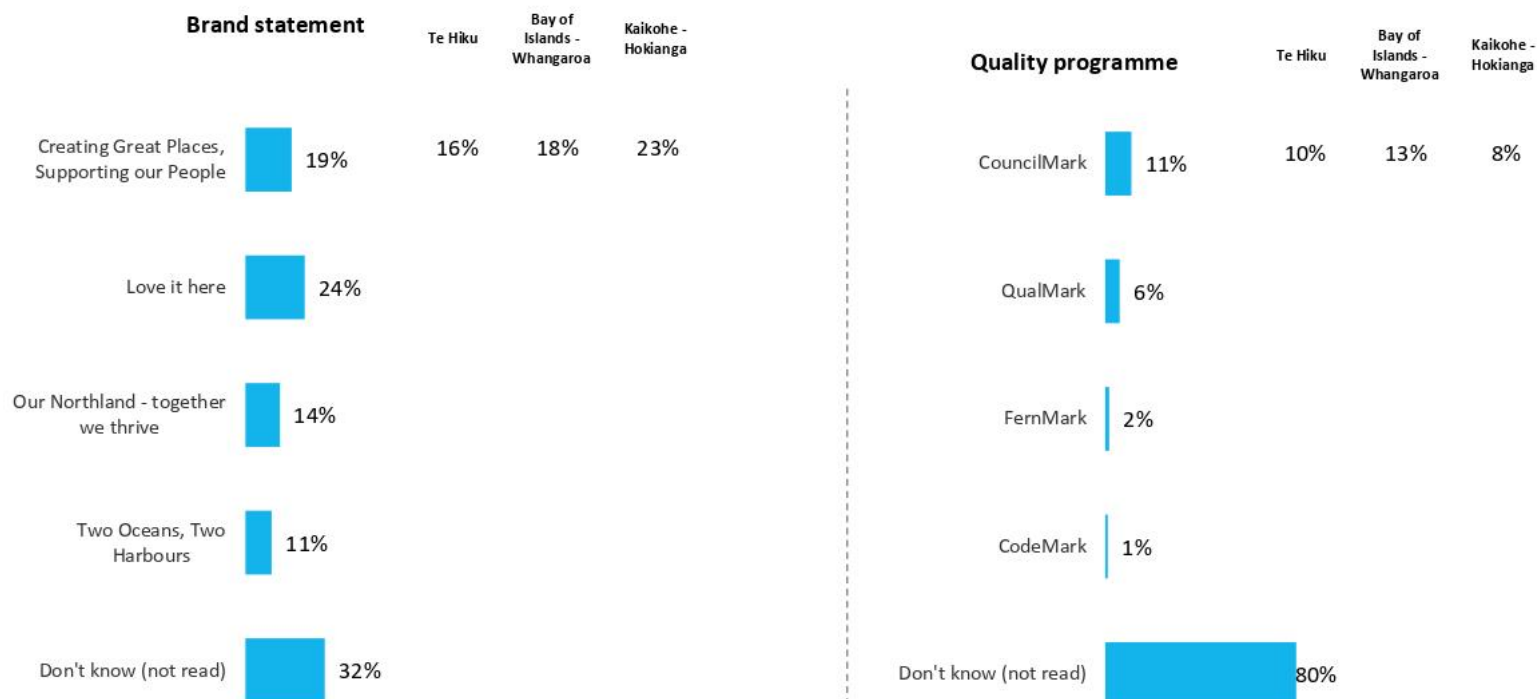 Brand statement
Te Hiku
Bay of
Islands -
Whangaroa
Kaikohe -
Hokianga
Creating Great Places,
Supporting our People
19%
16%
18%
23%
Love it here
24%
Our Northland - together
we thrive
14%
Two Oceans, Two
Harbours
11%
Don't know (not read)
32%
Quality programme
Te Hiku
Bay of
Islands -
Whangaroa
Kaikohe -
Hokianga
CouncilMark
11%
10%
13%
8%
QualMark
6%
FernMark
2%
CodeMark
1%
Don't know (not read)
80%